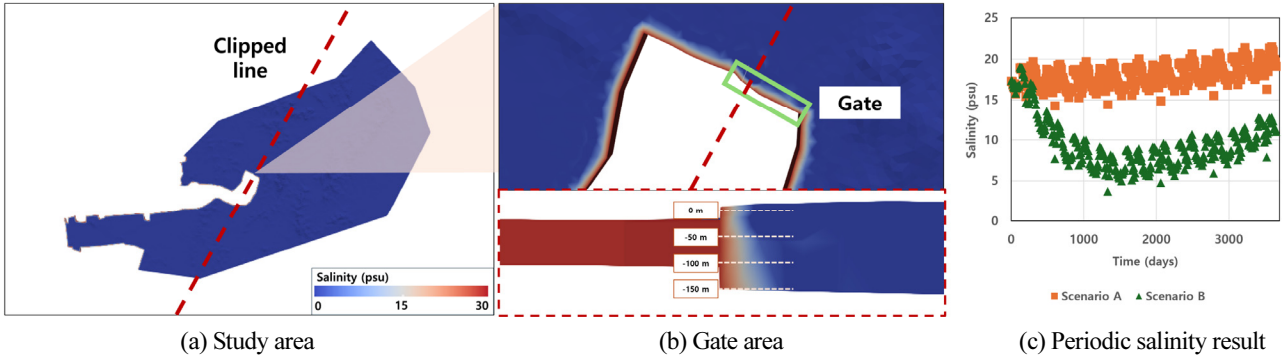 Clipped
line
Salinity (psu)
0 15 30
(a) Study area
Gate
0 m
-50 m
-100 m
-150 m
(b) Gate area
25
20
15
10
5
0
Salinity (psu)
0 1000 2000 3000
Time (days)
Scenario A Scenario B
(c) Periodic salinity result